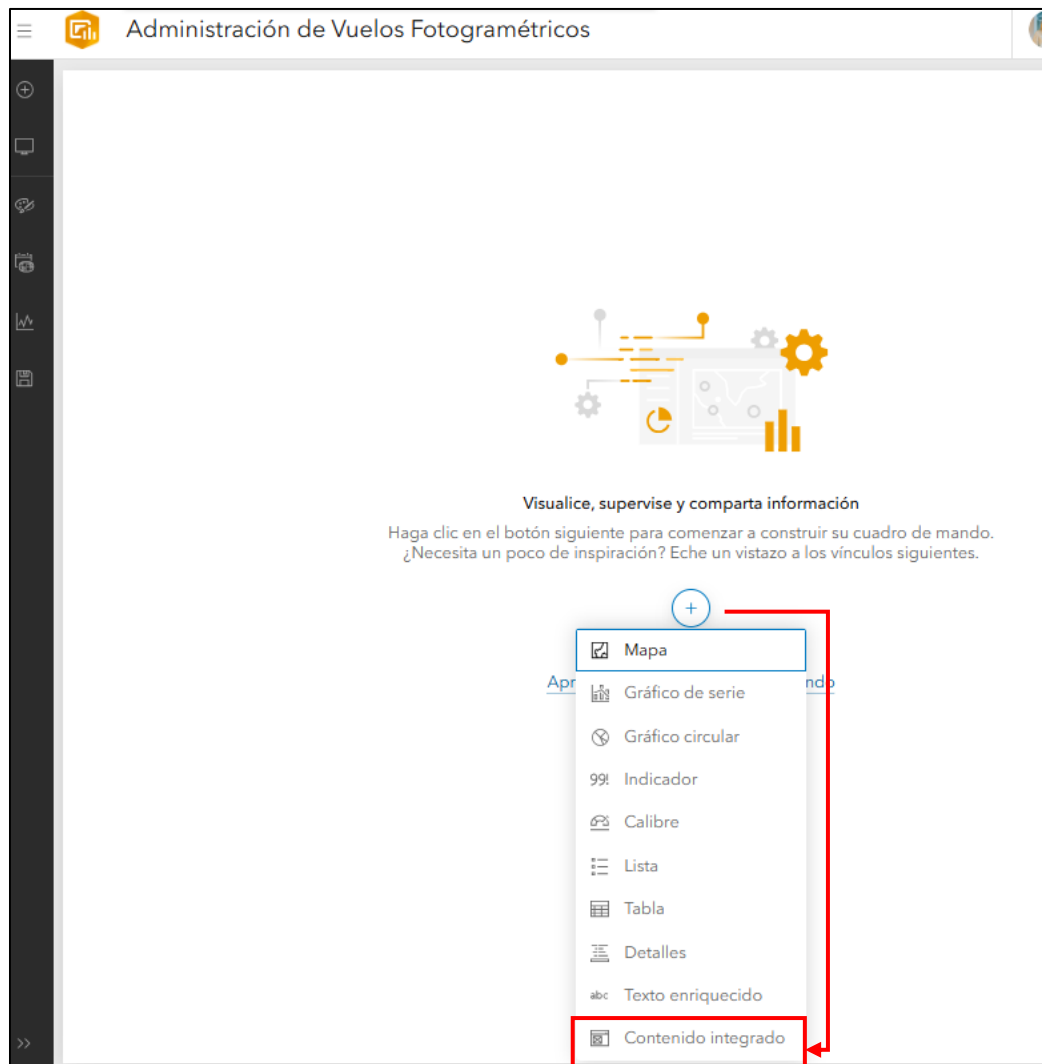 Administración de Vuelos Fotogramétricos
Visualice, supervise y comparta información
Haga clic en el botón siguiente para comenzar a construir su cuadro de mando.
¿Necesita un poco de inspiración? Eche un vistazo a los vínculos siguientes.
Mapa
Gráfico de serie
Gráfico circular
99! Indicador
Calibre
Lista
Tabla
Detalles
abc Texto enriquecido
Contenido integrado